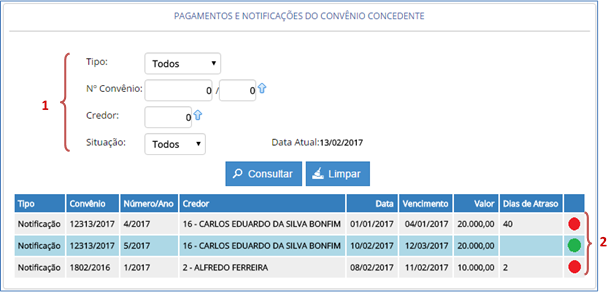 PAGAMENTOS E NOTIFICAÇÕES DO CONVÊNIO CONCEDENTE
Tipo: Todos
1 Nº Convênio: 0 / 0
Credor: 0
Situação: Todos Data Atual:13/02/2017
Consultar Limpar
Tipo Convênio Número/Ano Credor Data Vencimento Valor Dias de Atraso
Notificação 12313/2017 4/2017 16 - CARLOS EDUARDO DA SILVA BONFIM 01/01/2017 04/01/2017 20.000,00 40
Notificação 12313/2017 5/2017 16 - CARLOS EDUARDO DA SILVA BONFIM 10/02/2017 12/03/2017 20.000,00 2
Notificação 1802/2016 1/2017 2 - ALFREDO FERREIRA 08/02/2017 11/02/2017 10.000,00 2